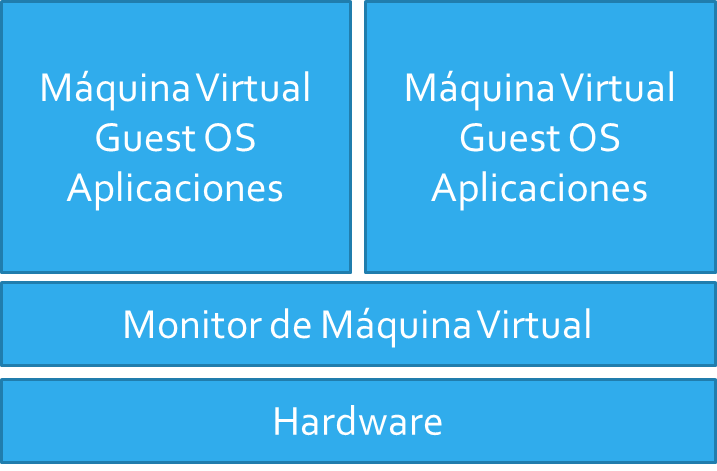 Máquina Virtual
Guest OS
Aplicaciones
Máquina Virtual
Guest OS
Aplicaciones
Monitor de Máquina Virtual
Hardware